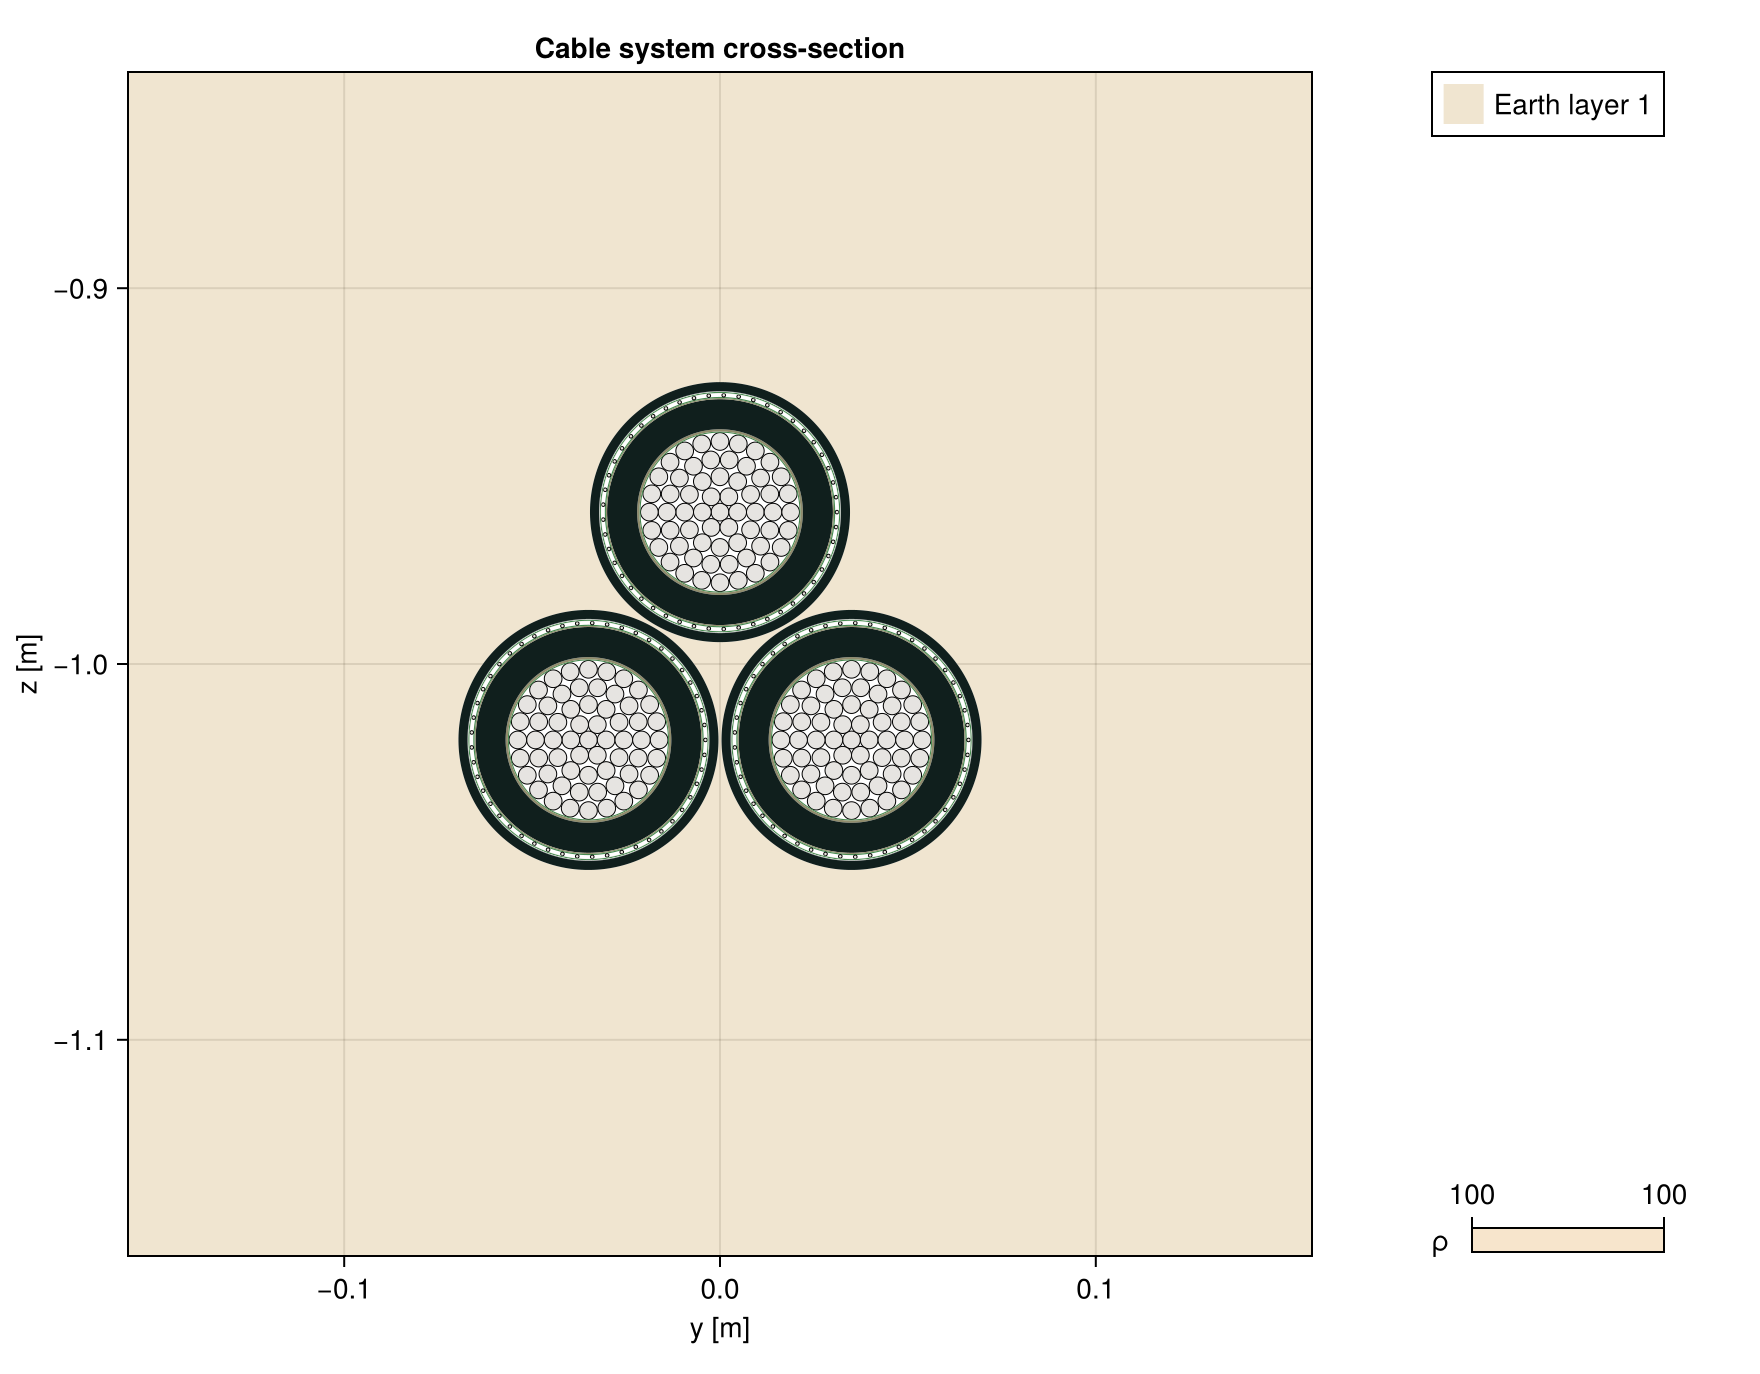 Cable system cross-section
Earth layer 1
−0.9
−1.0
−1.1
z [m]
−0.1
0.0
0.1
y [m]
100
100
ρ